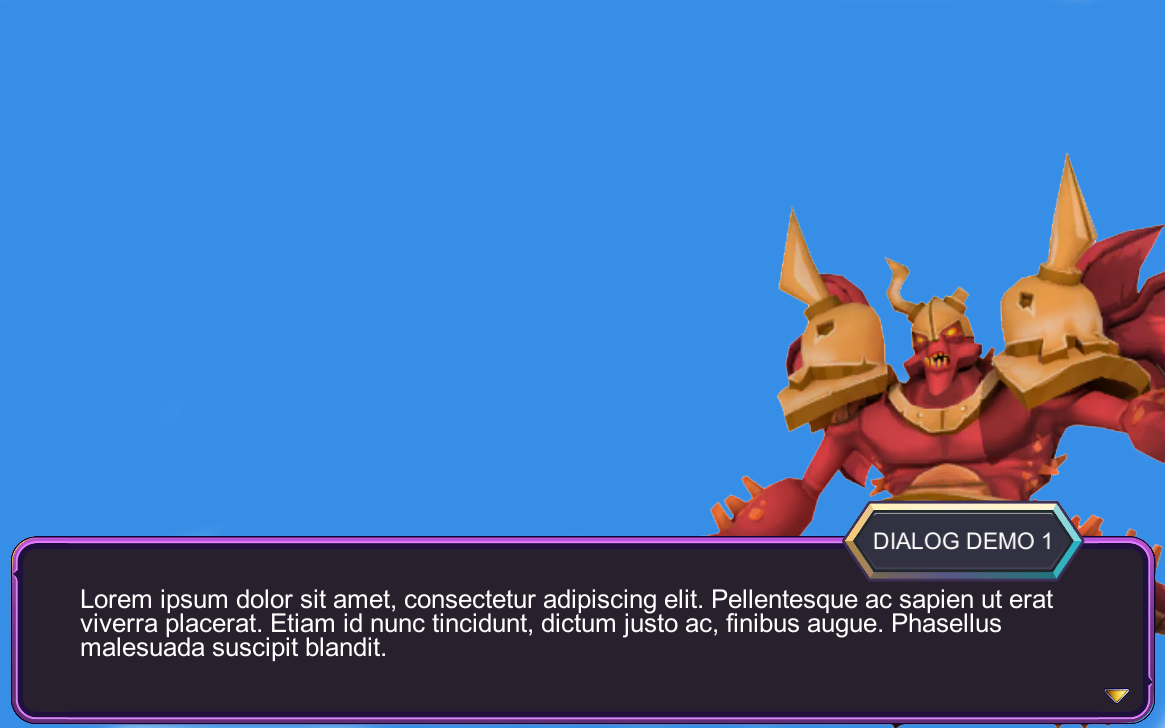 DIALOG DEMO 1
Lorem ipsum dolor sit amet, consectetur adipiscing elit. Pellentesque ac sapien ut erat
viverra placerat. Etiam id nunc tincidunt, dictum justo ac, finibus augue. Phasellus
malesuada suscipit blandit.